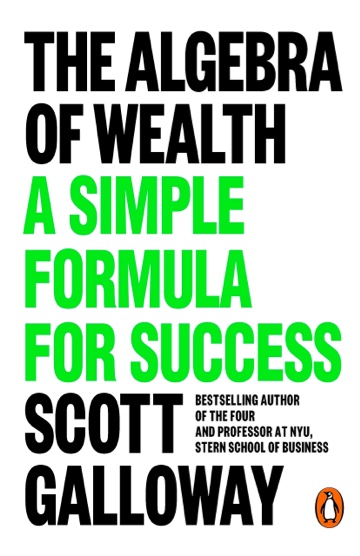 THE ALGEBRA
OF WEALTH
A SIMPLE
FORMULA
FOR SUCCESS
SCOTT
GALLOWAY
BESTSELLING AUTHOR
OF THE FOUR
AND PROFESSOR AT NYU,
STERN SCHOOL OF BUSINESS